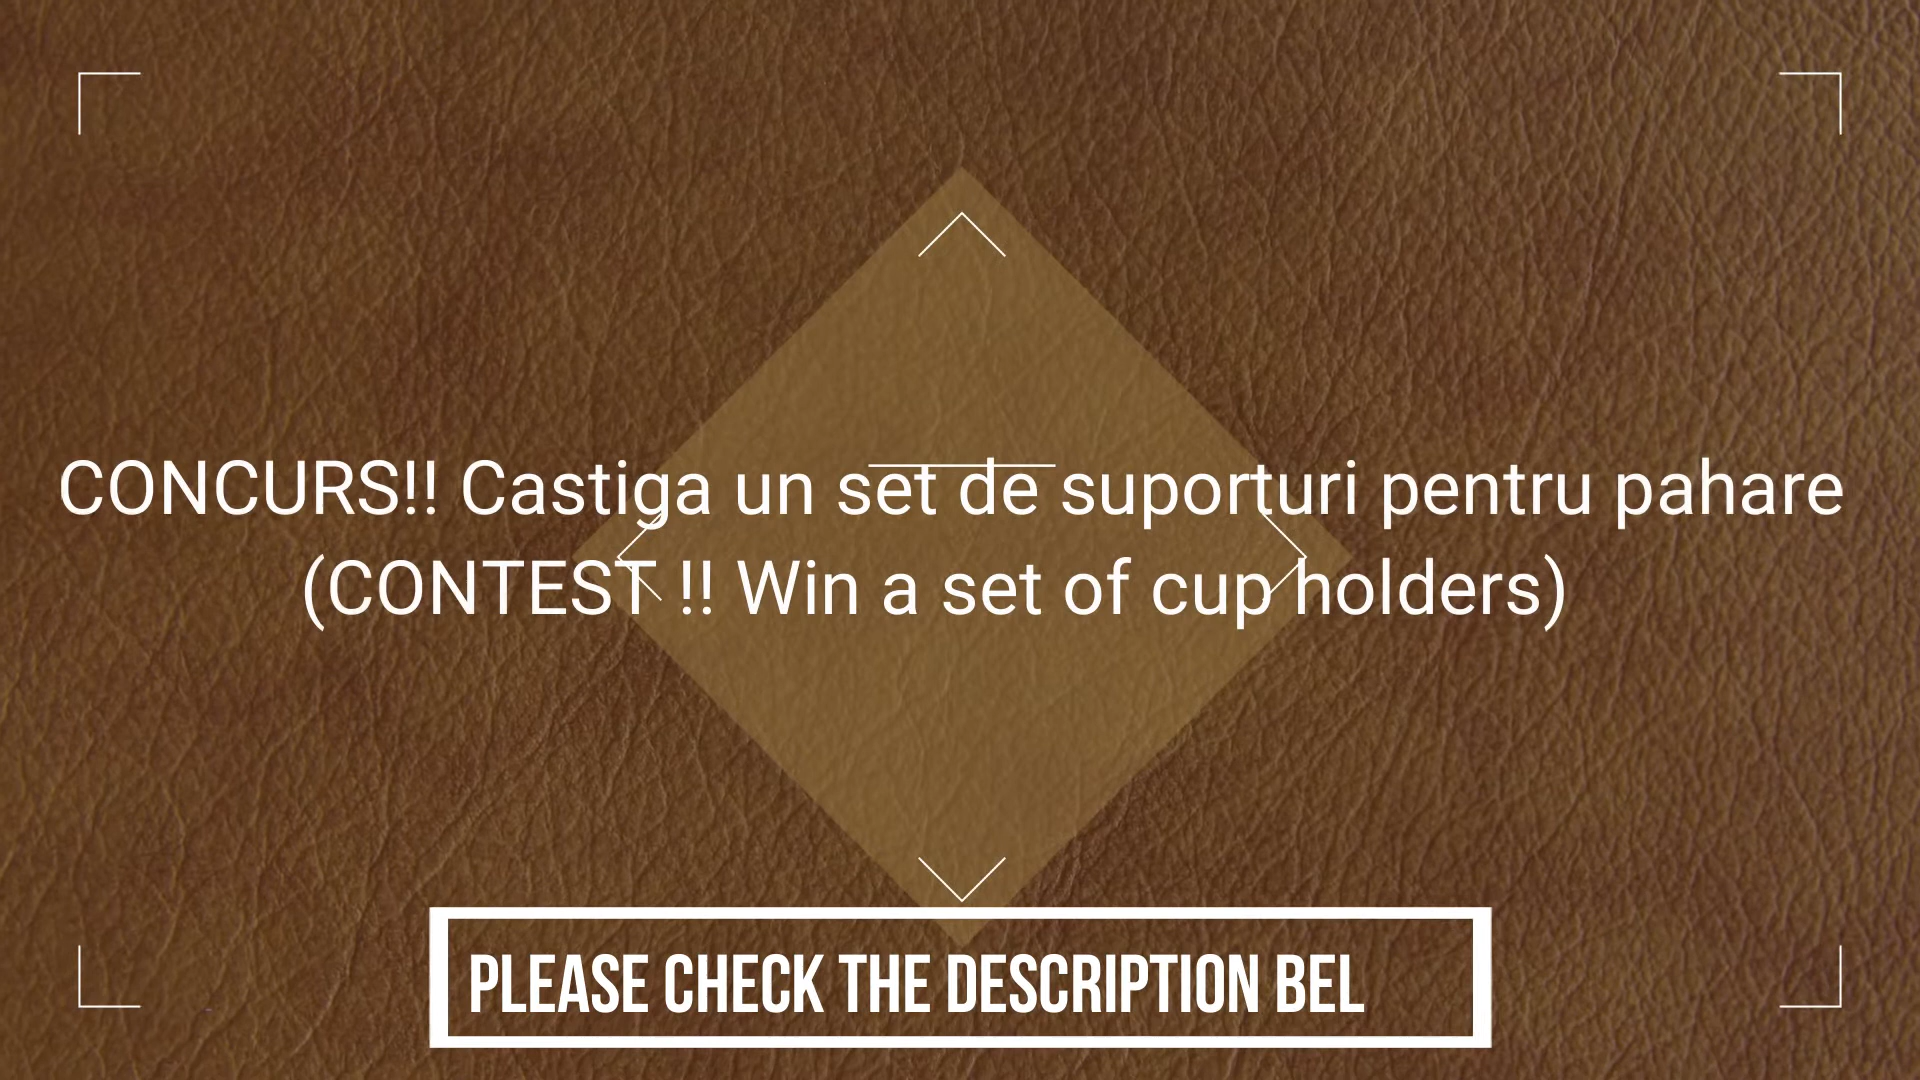 CONCURS!! Castiga un set de suporturi pentru pahare
(CONTEST !! Win a set of cup holders)
PLEASE CHECK THE DESCRIPTION BEL